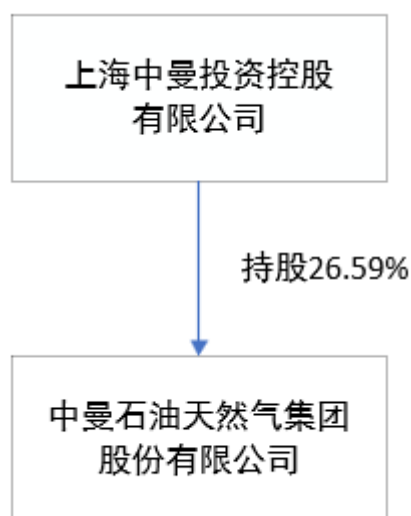 上海中曼投资控股
有限公司
持股26.59%
中曼石油天然气集团
股份有限公司